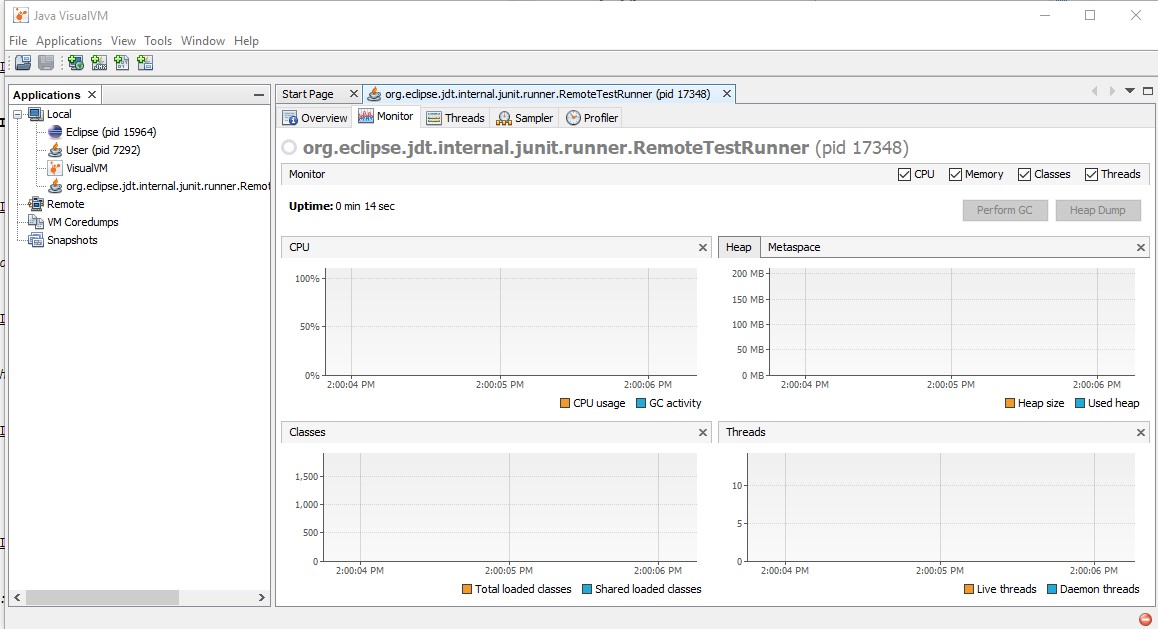 Java VisualVM
File Applications View Tools Window Help
Applications
Local
Eclipse (pid 15964)
User (pid 7292)
VisualVM
org.eclipse.jdt.internal.junit.runner.Remot
Remote
VM Coredumps
Snapshots
Start Page
org.eclipse.jdt.internal.junit.runner.RemoteTestRunner (pid 17348)
Overview Monitor Threads Sampler Profiler
org.eclipse.jdt.internal.junit.runner.RemoteTestRunner (pid 17348)
Monitor
CPU Memory Classes Threads
Uptime: 0 min 14 sec
Perform GC Heap Dump
CPU
100%
50%
0%
2:00:04 PM 2:00:05 PM 2:00:06 PM
CPU usage GC activity
Heap Metaspace
200 MB
150 MB
100 MB
50 MB
0 MB
2:00:04 PM 2:00:05 PM 2:00:06 PM
Heap size Used heap
Classes
1,500
1,000
500
0
2:00:04 PM 2:00:05 PM 2:00:06 PM
Total loaded classes Shared loaded classes
Threads
10
5
0
2:00:04 PM 2:00:05 PM 2:00:06 PM
Live threads Daemon threads